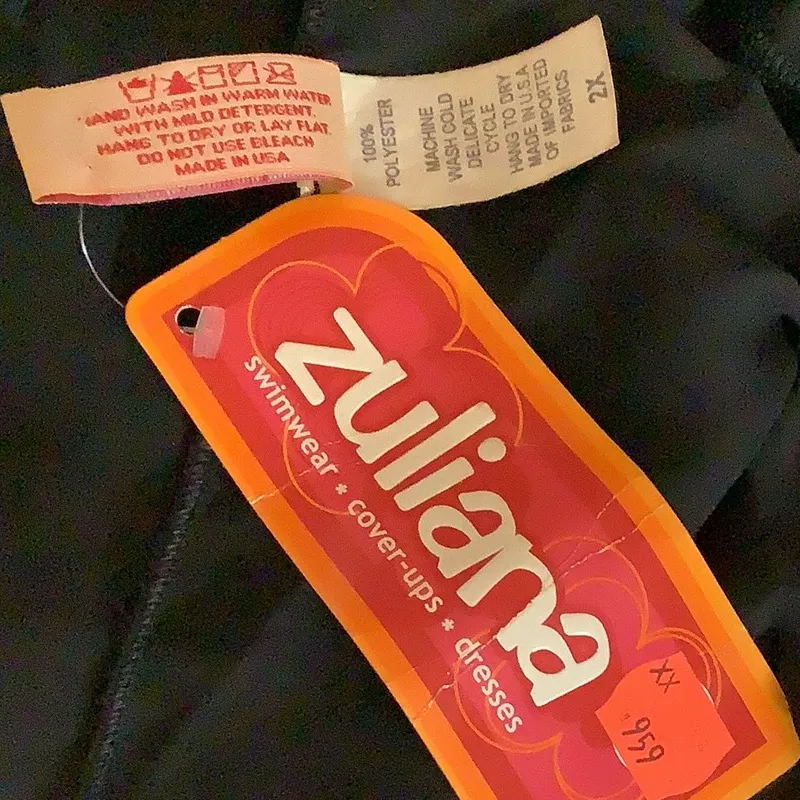 HAND WASH IN WARM WATER
WITH MILD DETERGENT.
HANG TO DRY OR LAY FLAT.
DO NOT USE BLEACH
MADE IN USA
100%
POLYESTER
MACHINE
WASH COLD
DELICATE
CYCLE
HANG TO DRY
MADE IN U.S.A
OF IMPORTED
FABRICS
2X
zuliana
swimwear * cover-ups * dresses
XX